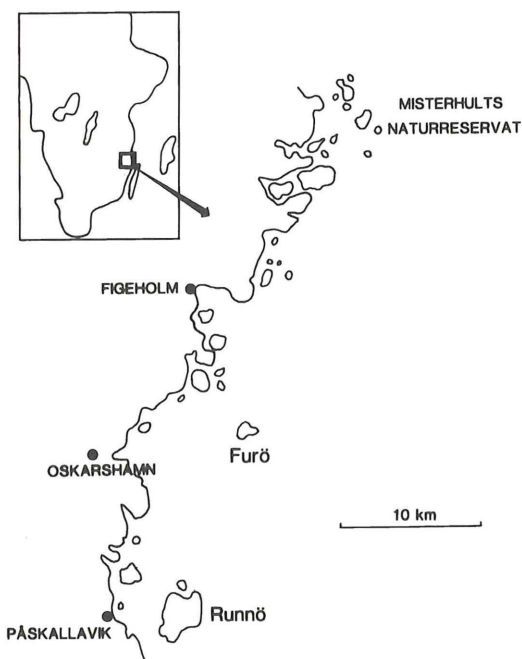 MISTERHULTS
NATURRESERVAT
FIGEHOLM
OSKARSHAMN
Furö
10 km
Runnö
PÅSKALLAVIK